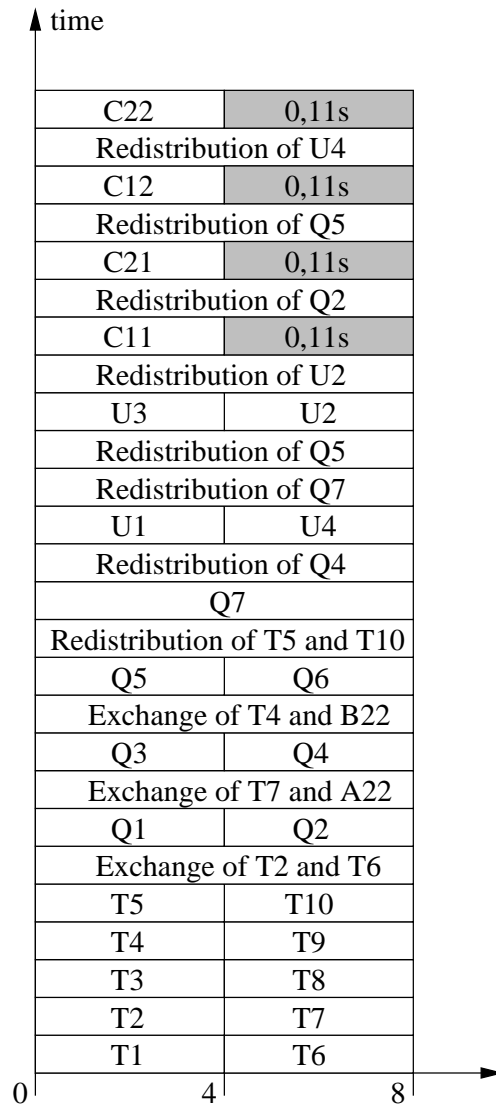 time
C22 0,11s
Redistribution of U4
C12 0,11s
Redistribution of Q5
C21 0,11s
Redistribution of Q2
C11 0,11s
Redistribution of U2
U3 U2
Redistribution of Q5
Redistribution of Q7
U1 U4
Redistribution of Q4
Q7
Redistribution of T5 and T10
Q5 Q6
Exchange of T4 and B22
Q3 Q4
Exchange of T7 and A22
Q1 Q2
Exchange of T2 and T6
T5 T10
T4 T9
T3 T8
T2 T7
T1 T6
0 4 8